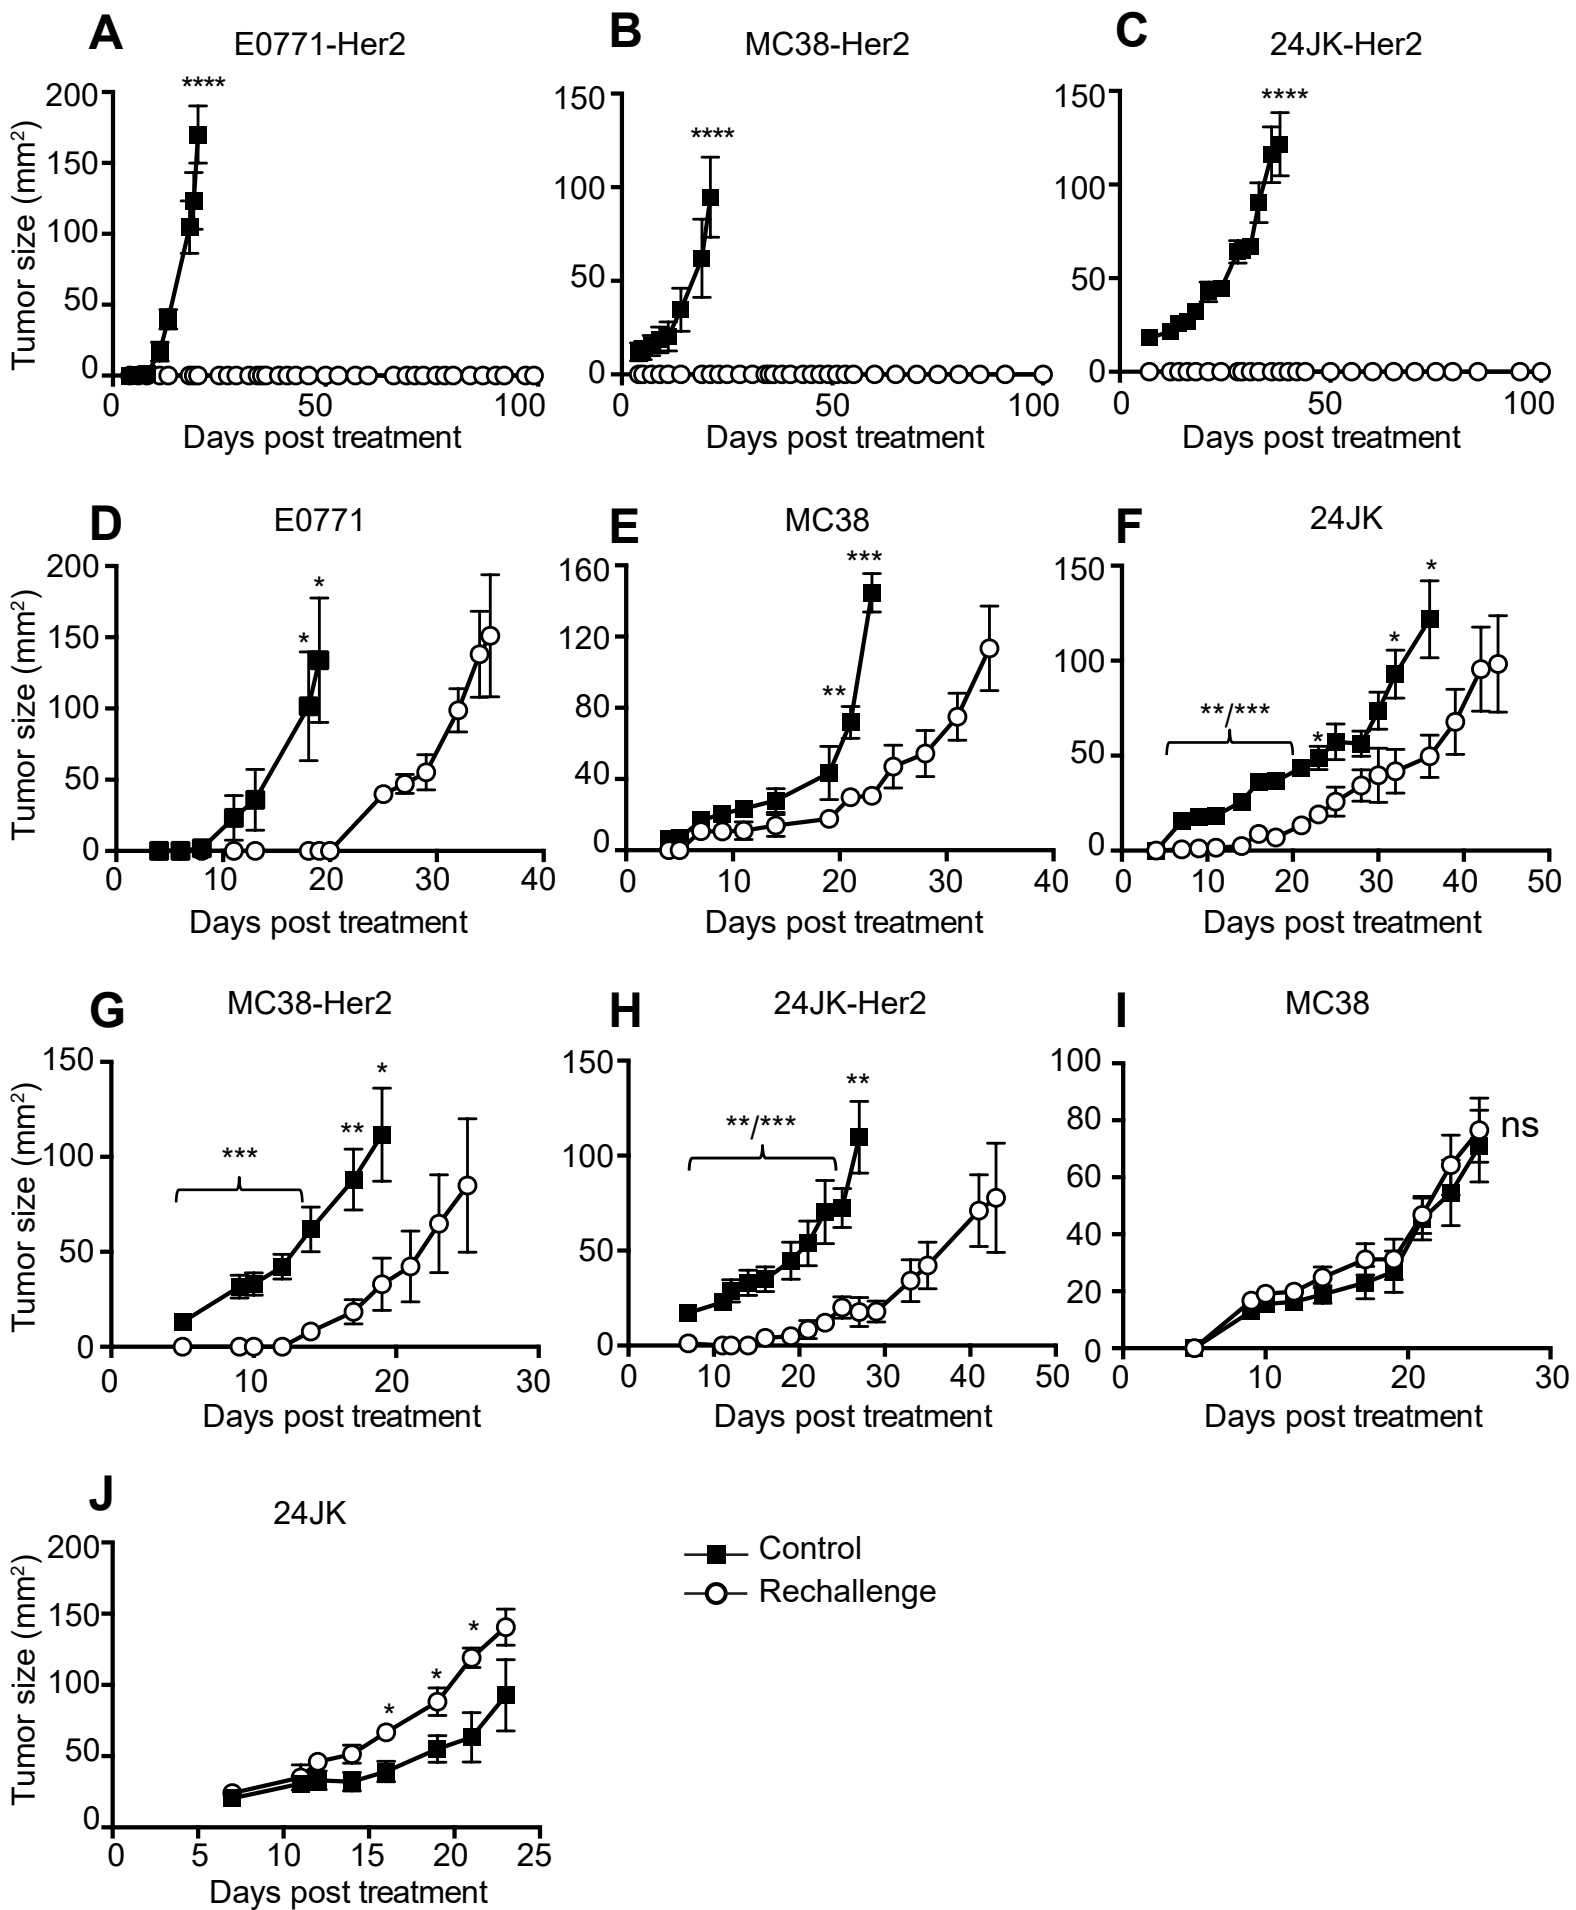 A
E0771-Her2
Tumor size (mm²)
200
150
100
50
0
****
0 50 100
Days post treatment
B
MC38-Her2
150
100
50
0
****
0 50 100
Days post treatment
C
24JK-Her2
150
100
50
0
****
0 50 100
Days post treatment
D
E0771
Tumor size (mm²)
200
150
100
50
0
*
*
0 10 20 30 40
Days post treatment
E
MC38
160
120
80
40
0
***
**
0 10 20 30 40
Days post treatment
F
24JK
150
100
50
0
**/***
*
*
*
0 10 20 30 40 50
Days post treatment
G
MC38-Her2
Tumor size (mm²)
150
100
50
0
***
**
*
0 10 20 30
Days post treatment
H
24JK-Her2
150
100
50
0
**/***
**
0 10 20 30 40 50
Days post treatment
I
MC38
100
80
60
40
20
0
ns
0 10 20 30
Days post treatment
J
24JK
Tumor size (mm²)
200
150
100
50
0
*
*
*
0 5 10 15 20 25
Days post treatment
Control
Rechallenge